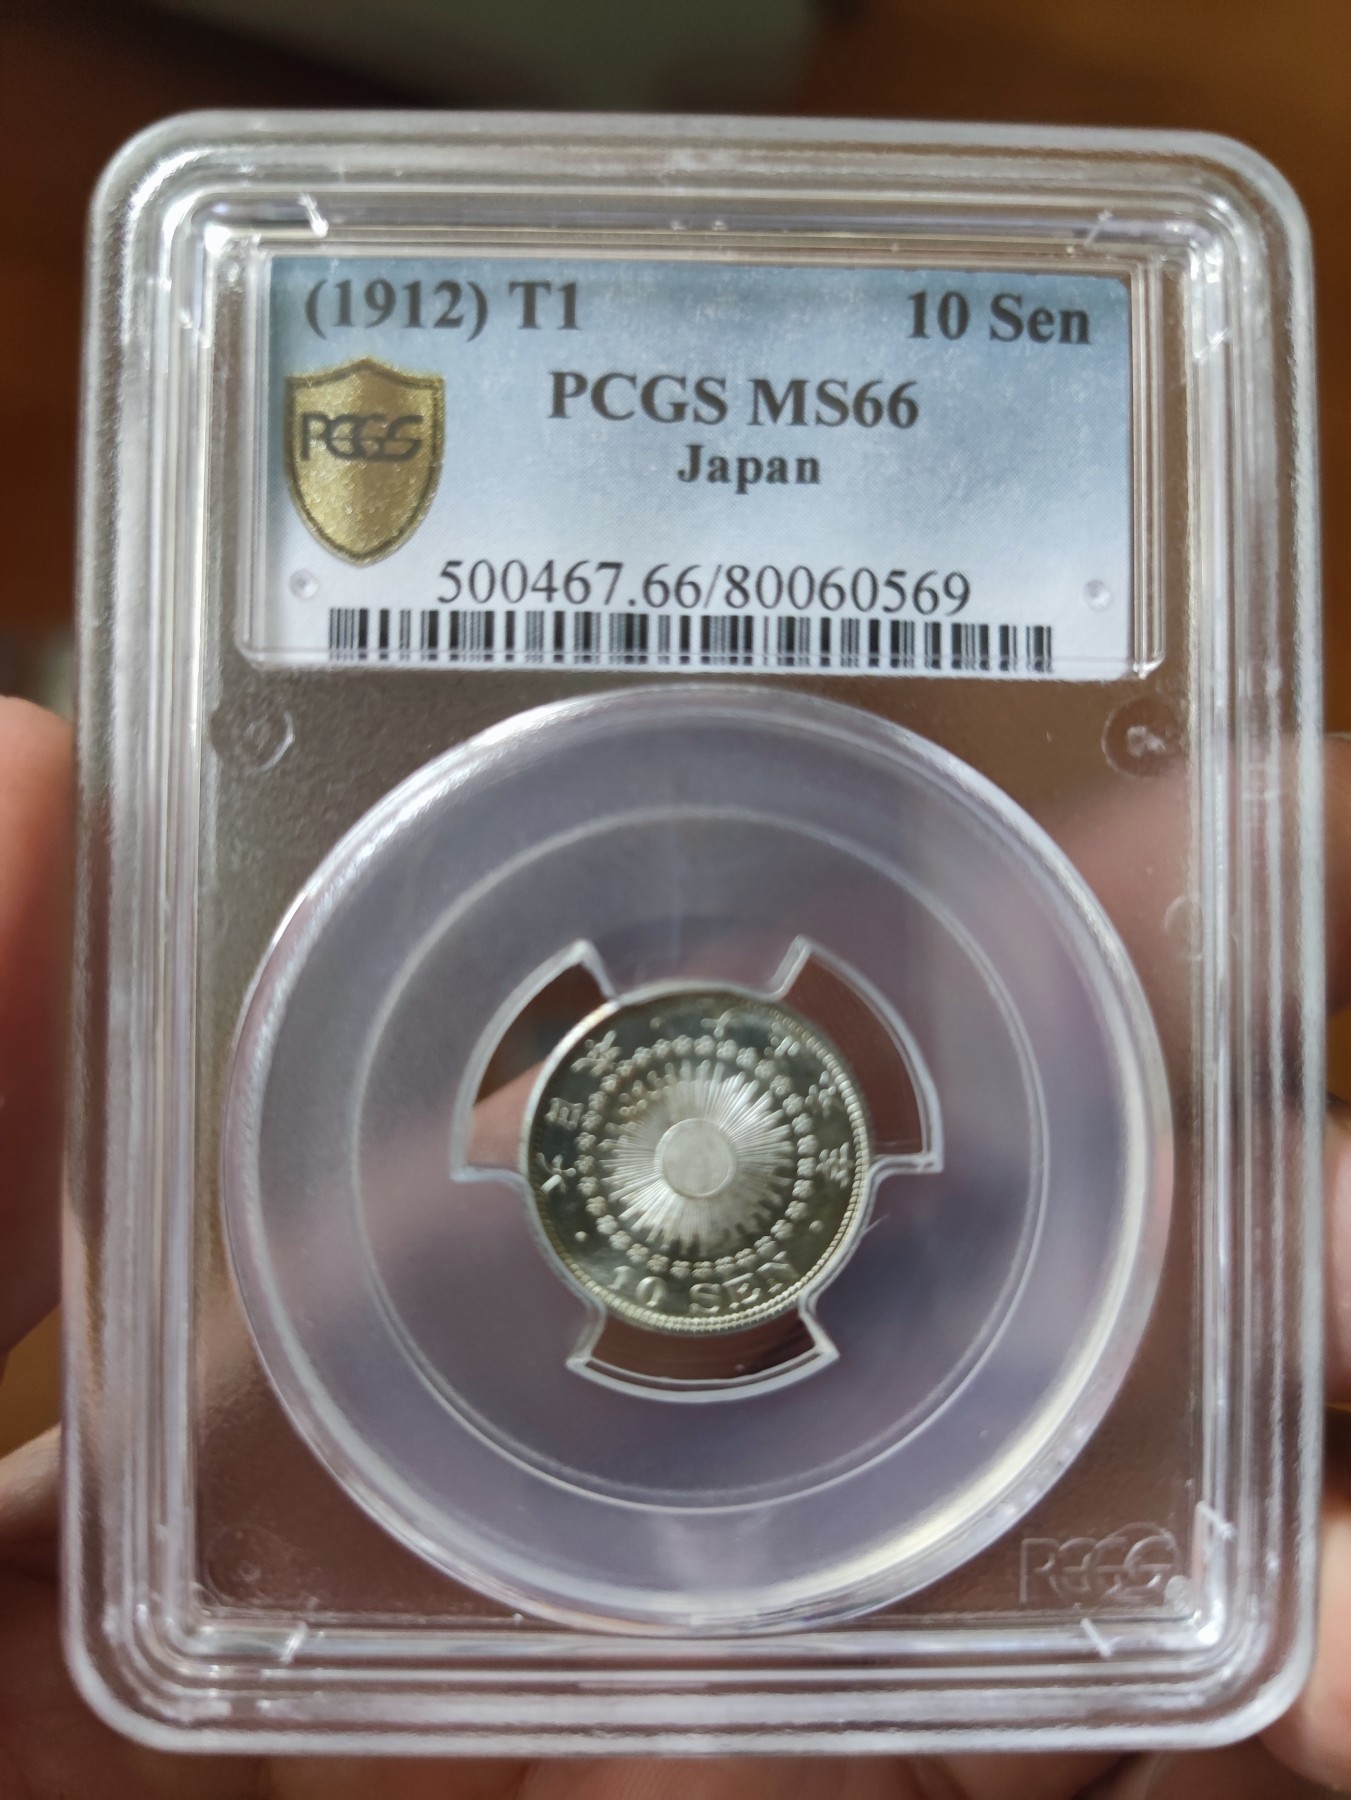 (1912) T1 10 Sen
PCGS MS66
PCGS
Japan
500467.66/80060569
10 SEN
PCGS